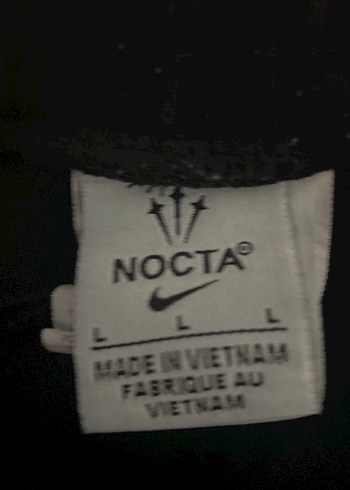 NOCTA®
L L L
MADE IN VIETNAM
FABRIQUE AU
VIETNAM